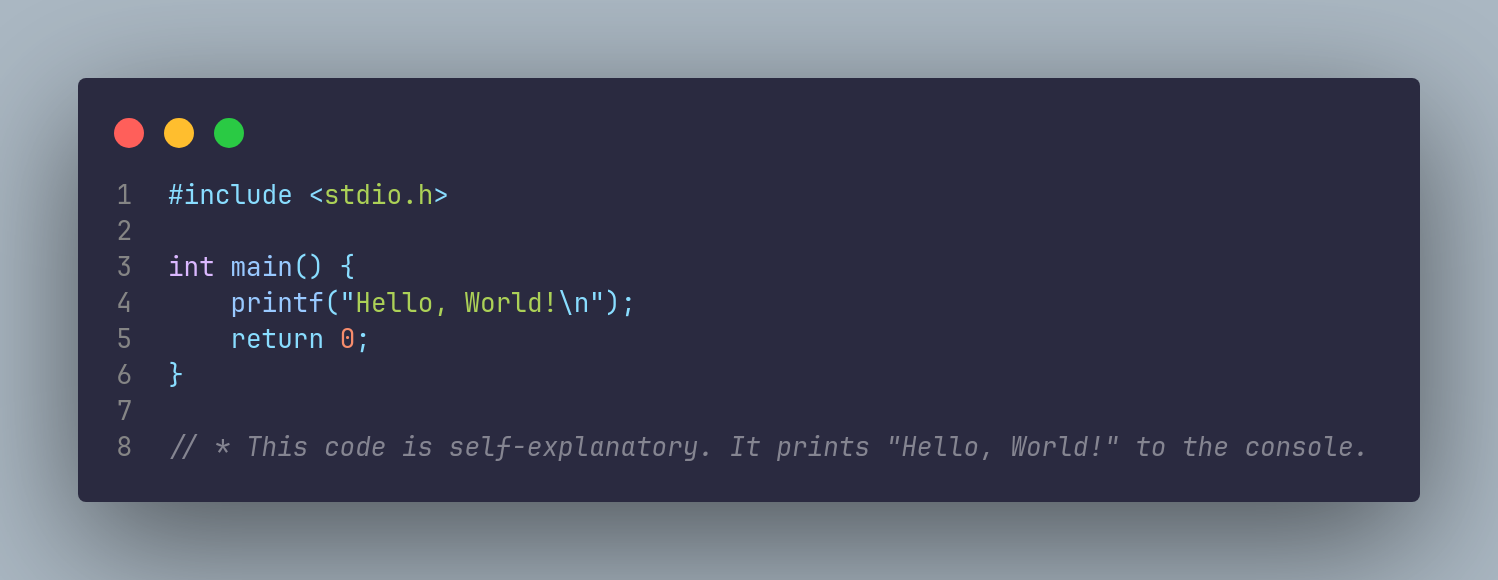 1 #include <stdio.h>
2
3 int main() {
4     printf("Hello, World!\n");
5     return 0;
6 }
7
8 // * This code is self-explanatory. It prints "Hello, World!" to the console.